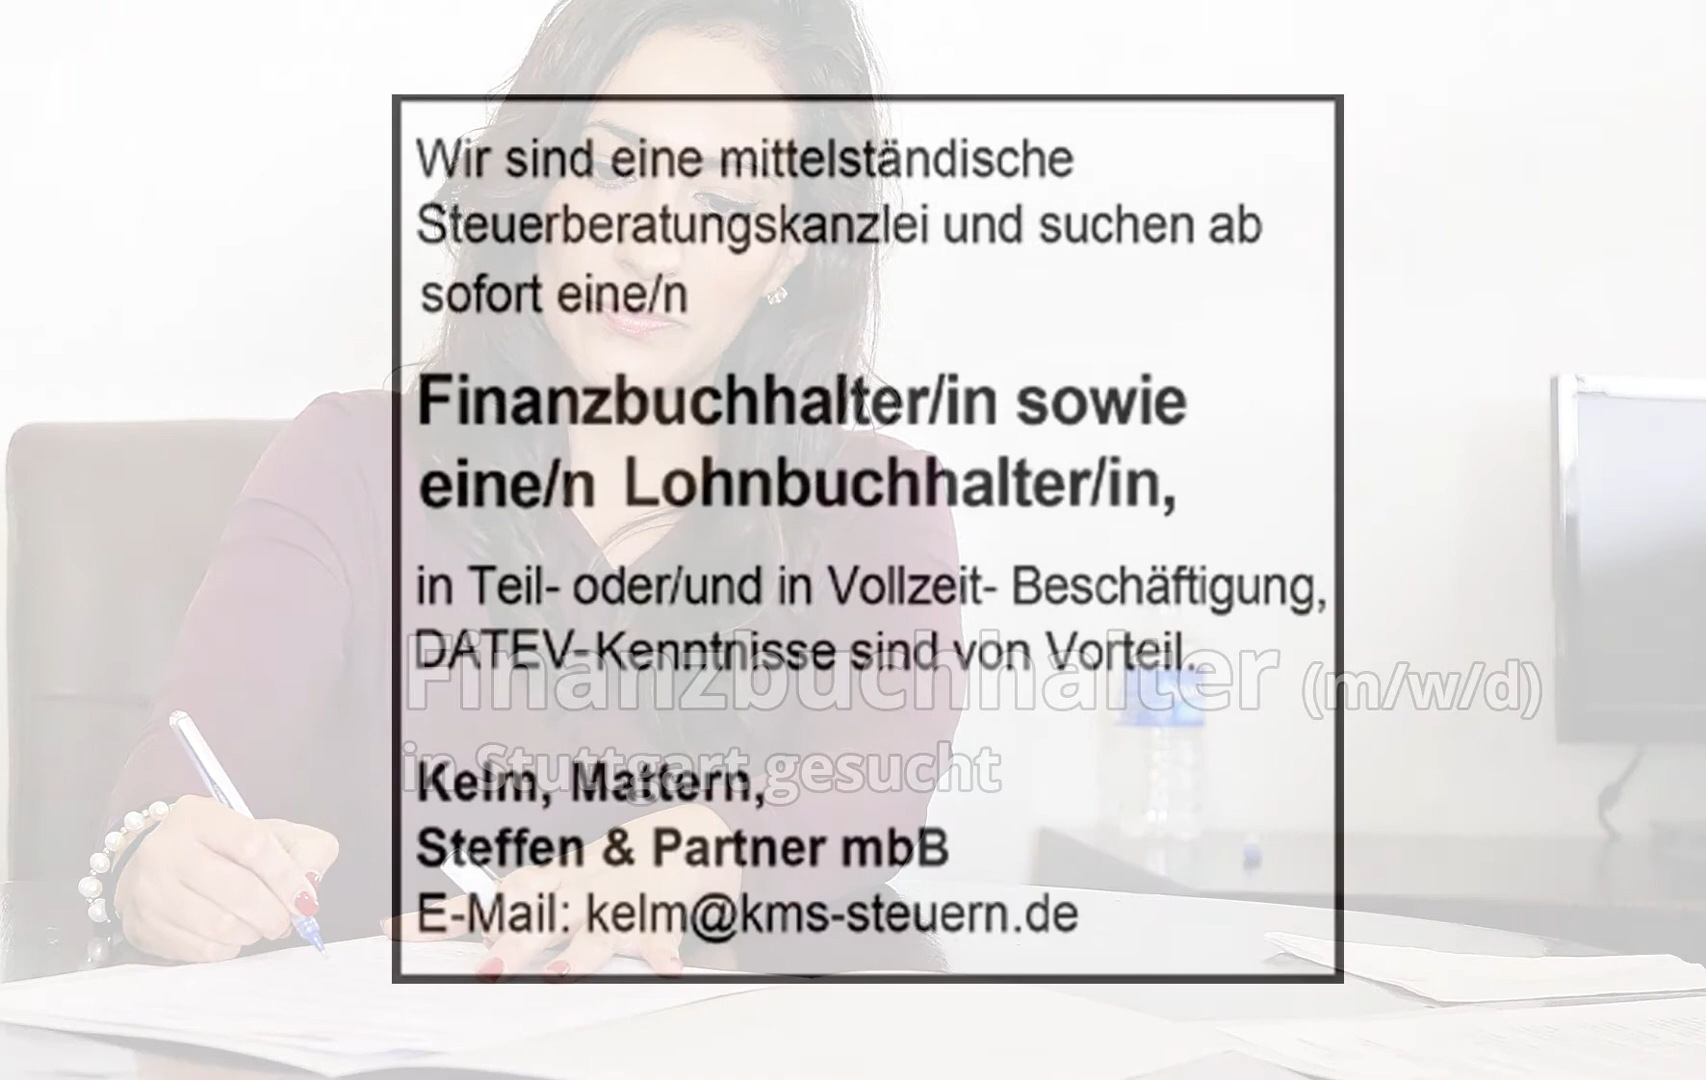 Wir sind eine mittelständische
Steuerberatungskanzlei und suchen ab
sofort eine/n
Finanzbuchhalter/in sowie
eine/n Lohnbuchhalter/in,
in Teil- oder/und in Vollzeit- Beschäftigung,
DATEV-Kenntnisse sind von Vorteil.
Finanzbuchhalter (m/w/d)
in Stuttgart gesucht
Kelm, Mattern,
Steffen & Partner mbB
E-Mail: kelm@kms-steuern.de